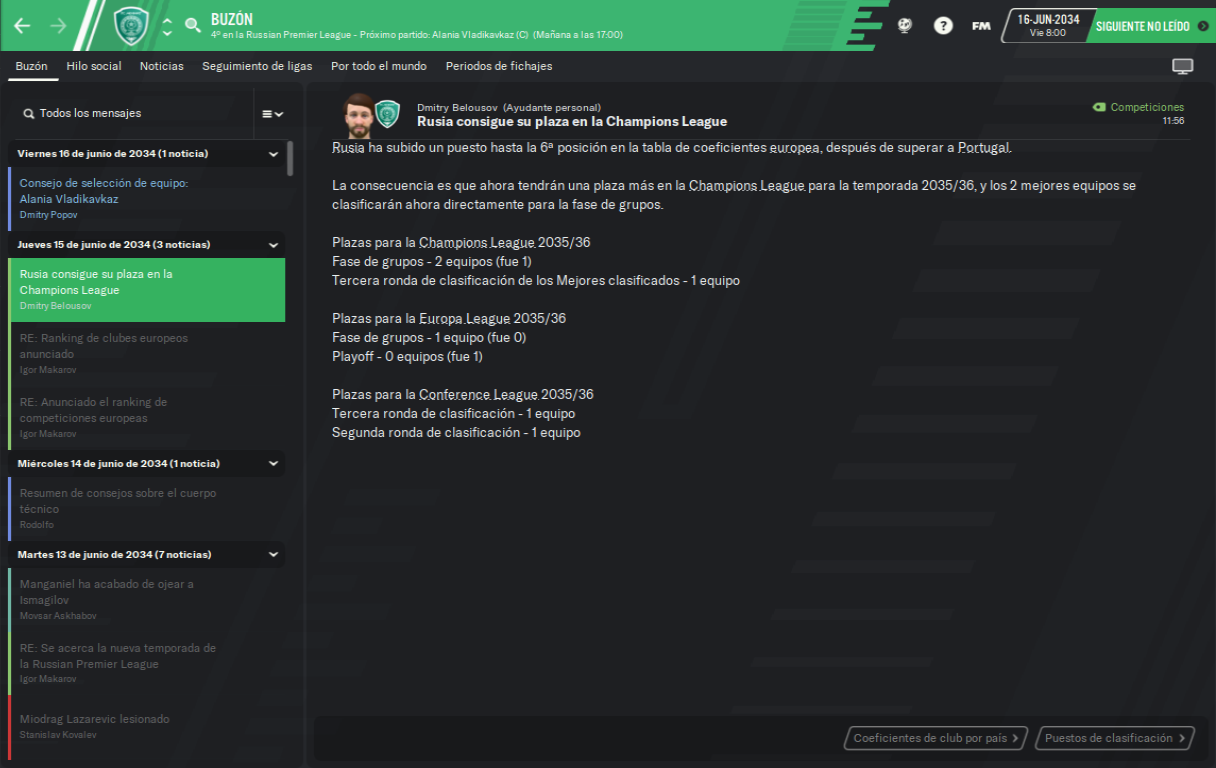 BUZÓN
4º en la Russian Premier League - Próximo partido: Alania Vladikavkaz (C) (Mañana a las 17:00)
?
FM
16-JUN-2034
Vie 8:00
SIGUIENTE NO LEÍDO
Buzón Hilo social Noticias Seguimiento de ligas Por todo el mundo Periodos de fichajes
Todos los mensajes
Viernes 16 de junio de 2034 (1 noticia)
Consejo de selección de equipo:
Alania Vladikavkaz
Dmitry Popov
Jueves 15 de junio de 2034 (3 noticias)
Rusia consigue su plaza en la
Champions League
Dmitry Belousov
RE: Ranking de clubes europeos
anunciado
Igor Makarov
RE: Anunciado el ranking de
competiciones europeas
Igor Makarov
Miércoles 14 de junio de 2034 (1 noticia)
Resumen de consejos sobre el cuerpo
técnico
Rodolfo
Martes 13 de junio de 2034 (7 noticias)
Manganiel ha acabado de ojear a
Ismagilov
Movsar Askhabov
RE: Se acerca la nueva temporada de
la Russian Premier League
Igor Makarov
Miodrag Lazarevic lesionado
Stanislav Kovalev
Dmitry Belousov (Ayudante personal)
Rusia consigue su plaza en la Champions League
Competiciones
11:56
Rusia ha subido un puesto hasta la 6ª posición en la tabla de coeficientes europea, después de superar a Portugal.
La consecuencia es que ahora tendrán una plaza más en la Champions League para la temporada 2035/36, y los 2 mejores equipos se
clasificarán ahora directamente para la fase de grupos.
Plazas para la Champions League 2035/36
Fase de grupos - 2 equipos (fue 1)
Tercera ronda de clasificación de los Mejores clasificados - 1 equipo
Plazas para la Europa League 2035/36
Fase de grupos - 1 equipo (fue 0)
Playoff - 0 equipos (fue 1)
Plazas para la Conference League 2035/36
Tercera ronda de clasificación - 1 equipo
Segunda ronda de clasificación - 1 equipo
Coeficientes de club por país
Puestos de clasificación